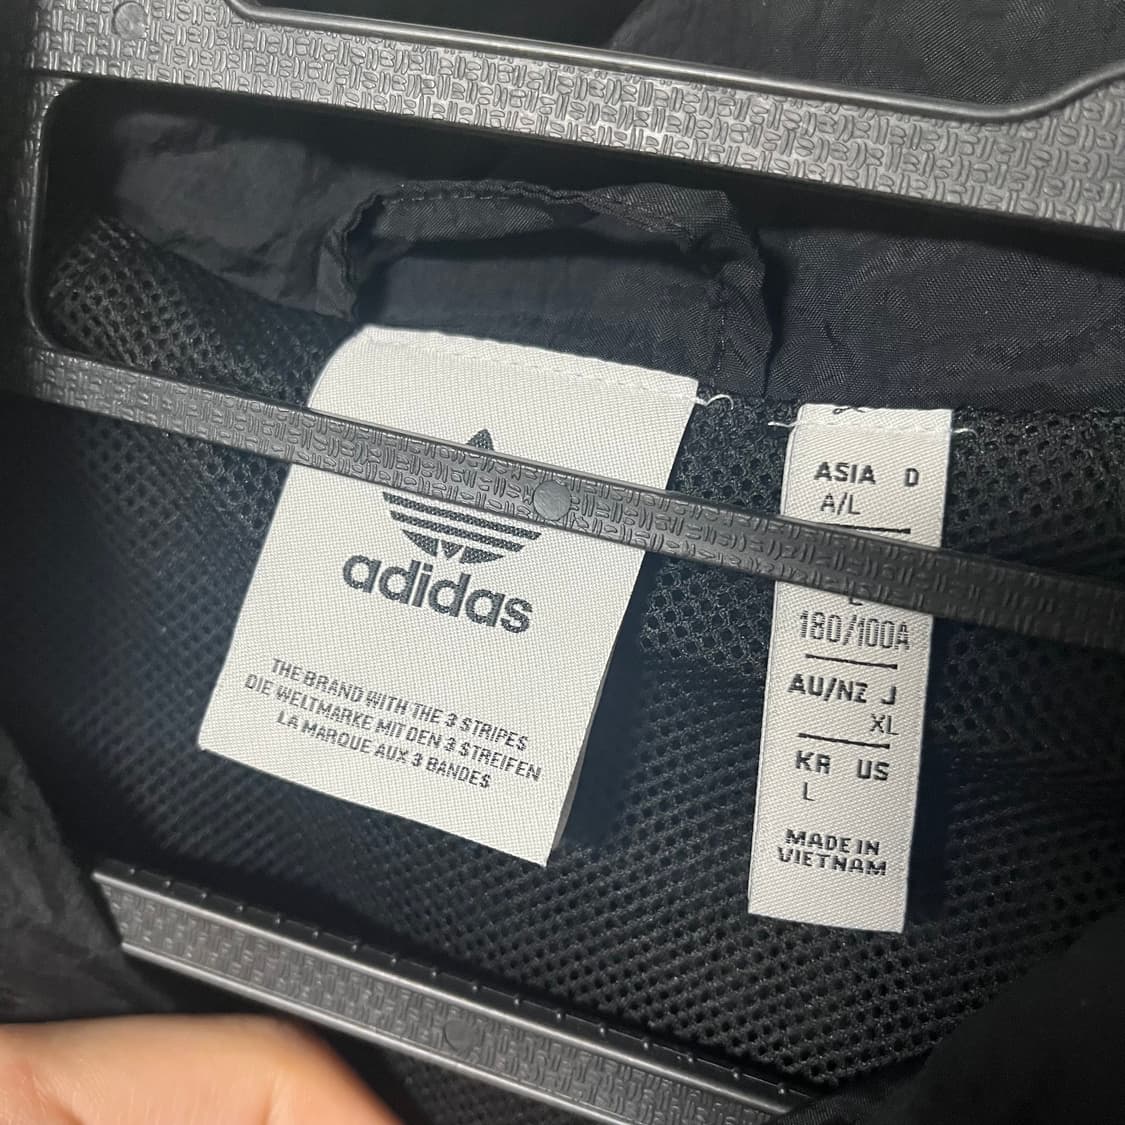 adidas
THE BRAND WITH THE 3 STRIPES
DIE WELTMARKE MIT DEN 3 STREIFEN
LA MARQUE AUX 3 BANDES
ASIA D
A/L
L
180/100A
AU/NZ J
XL
KR US
L
MADE IN
VIETNAM